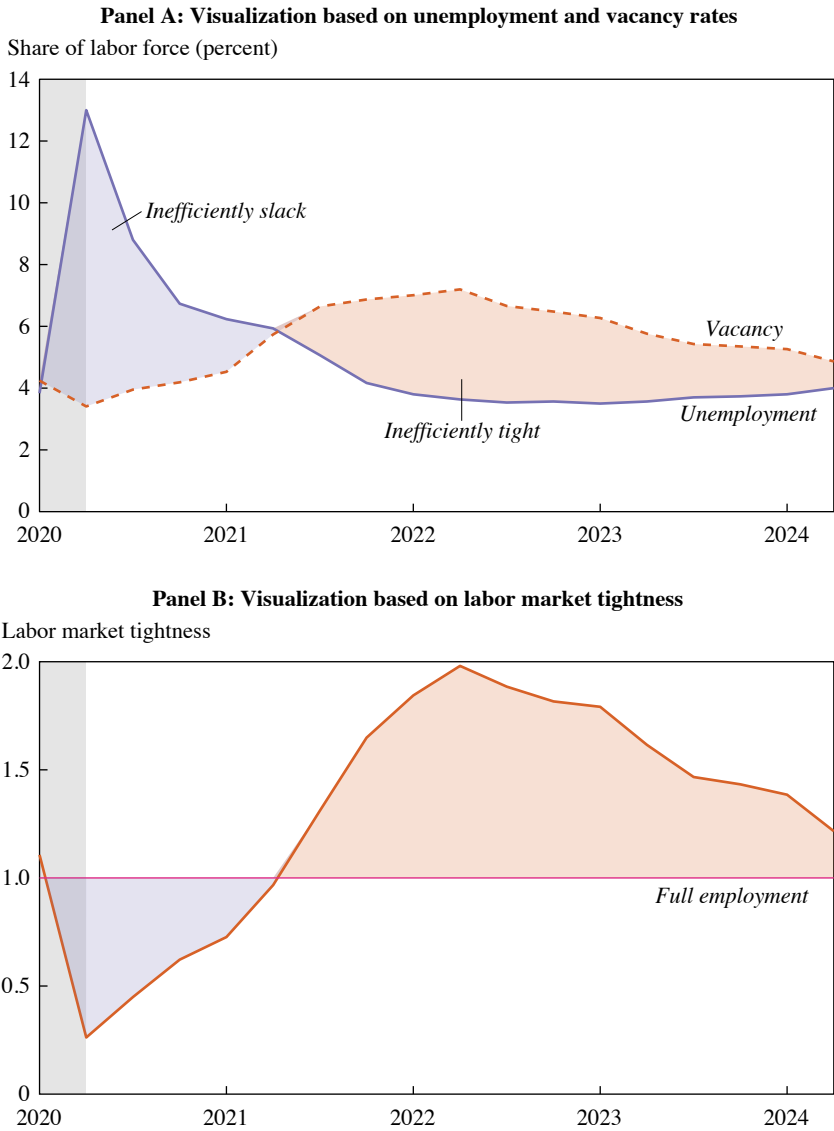 Panel A: Visualization based on unemployment and vacancy rates
Share of labor force (percent)
14
12
10
8
6
4
2
0
Inefficiently slack
Vacancy
Unemployment
Inefficiently tight
2020
2021
2022
2023
2024
Panel B: Visualization based on labor market tightness
Labor market tightness
2.0
1.5
1.0
0.5
0
Full employment
2020
2021
2022
2023
2024